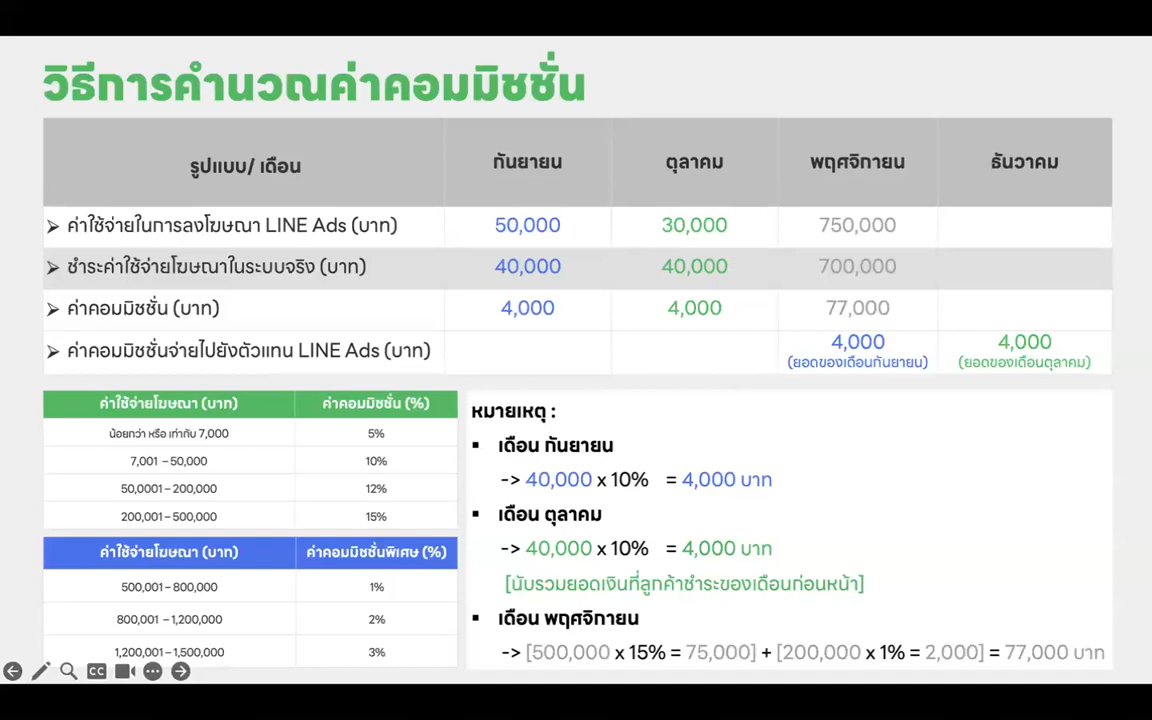 วิธีการคำนวณค่าคอมมิชชั่น
รูปแบบ/ เดือน กันยายน ตุลาคม พฤศจิกายน ธันวาคม
➢ ค่าใช้จ่ายในการลงโฆษณา LINE Ads (บาท) 50,000 30,000 750,000
➢ ชำระค่าใช้จ่ายโฆษณาในระบบจริง (บาท) 40,000 40,000 700,000
➢ ค่าคอมมิชชั่น (บาท) 4,000 4,000 77,000
➢ ค่าคอมมิชชั่นจ่ายไปยังตัวแทน LINE Ads (บาท) 4,000 4,000
(ยอดของเดือนกันยายน) (ยอดของเดือนตุลาคม)
ค่าใช้จ่ายโฆษณา (บาท) ค่าคอมมิชชั่น (%)
น้อยกว่า หรือ เท่ากับ 7,000 5%
7,001 – 50,000 10%
50,0001 – 200,000 12%
200,001 – 500,000 15%
ค่าใช้จ่ายโฆษณา (บาท) ค่าคอมมิชชั่นพิเศษ (%)
500,001 – 800,000 1%
800,001 – 1,200,000 2%
1,200,001 – 1,500,000 3%
หมายเหตุ :
▪ เดือน กันยายน
-> 40,000 x 10% = 4,000 บาท
▪ เดือน ตุลาคม
-> 40,000 x 10% = 4,000 บาท
[นับรวมยอดเงินที่ลูกค้าชำระของเดือนก่อนหน้า]
▪ เดือน พฤศจิกายน
-> [500,000 x 15% = 75,000] + [200,000 x 1% = 2,000] = 77,000 บาท
CC